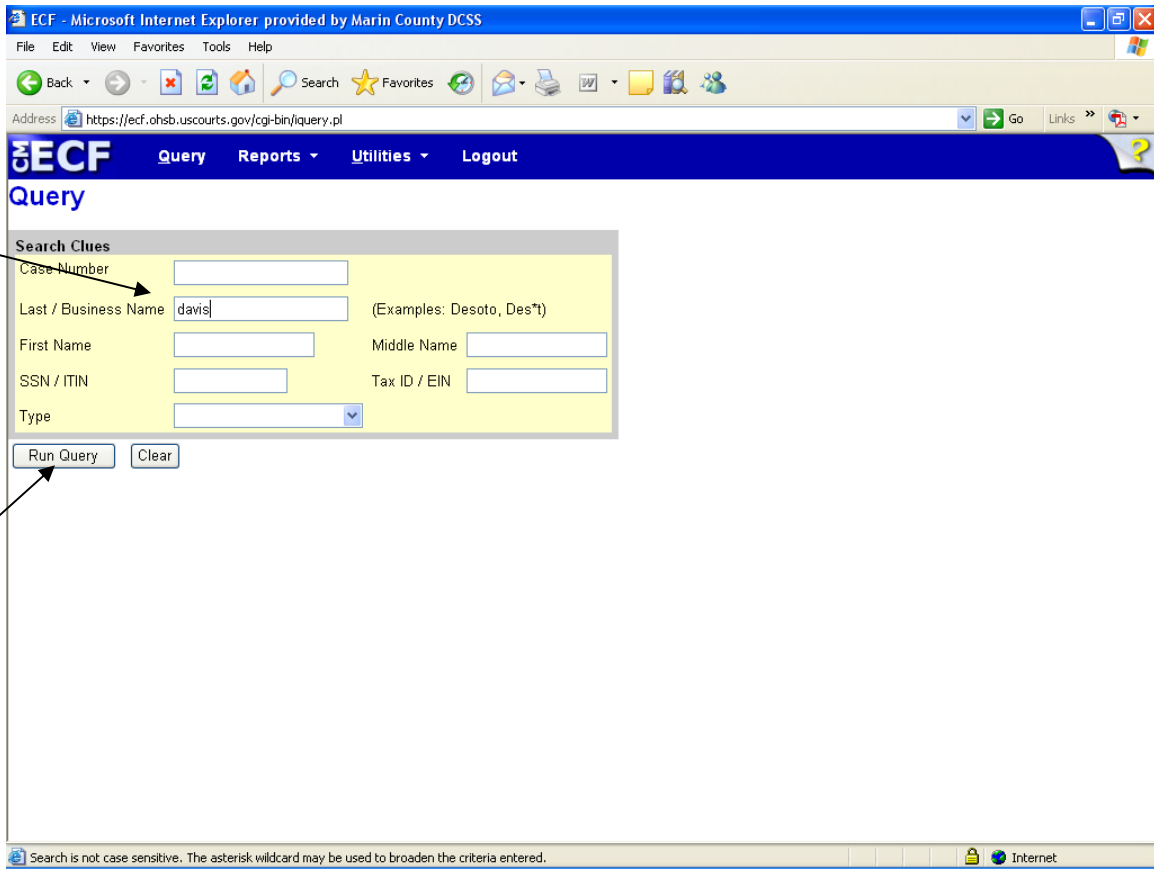 ECF - Microsoft Internet Explorer provided by Marin County DCSS
File Edit View Favorites Tools Help
Back Search Favorites
Address https://ecf.ohsb.uscourts.gov/cgi-bin/iquery.pl Go Links »
CM ECF Query Reports Utilities Logout ?
Query
Search Clues
Case Number
Last / Business Name davis (Examples: Desoto, Des*t)
First Name Middle Name
SSN / ITIN Tax ID / EIN
Type
Run Query Clear
Search is not case sensitive. The asterisk wildcard may be used to broaden the criteria entered. Internet